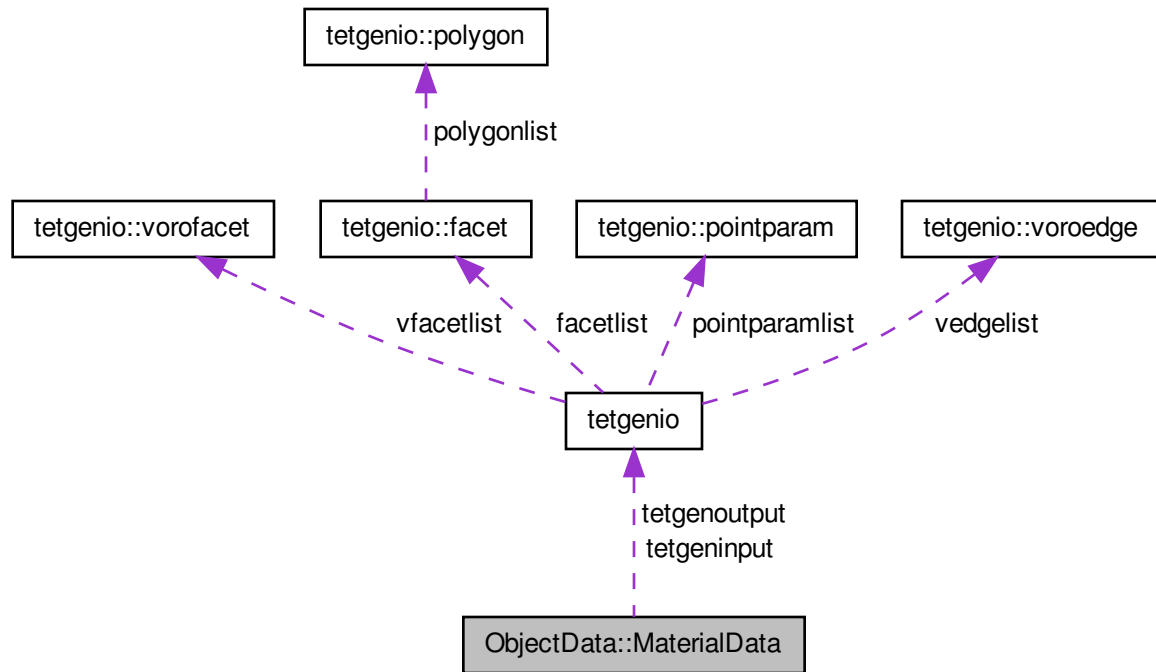 tetgenio::polygon
polygonlist
tetgenio::vorofacet
tetgenio::facet
tetgenio::pointparam
tetgenio::voroedge
vfacetlist
facetlist
pointparamlist
vedgelist
tetgenio
tetgenoutput
tetgeninput
ObjectData::MaterialData